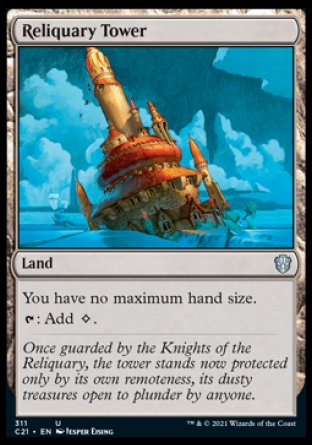 Reliquary Tower
Land
You have no maximum hand size.
: Add .
Once guarded by the Knights of the
Reliquary, the tower stands now protected
only by its own remoteness, its dusty
treasures open to plunder by anyone.
311 U
C21 • EN Jesper Ejsing
™ & © 2021 Wizards of the Coast